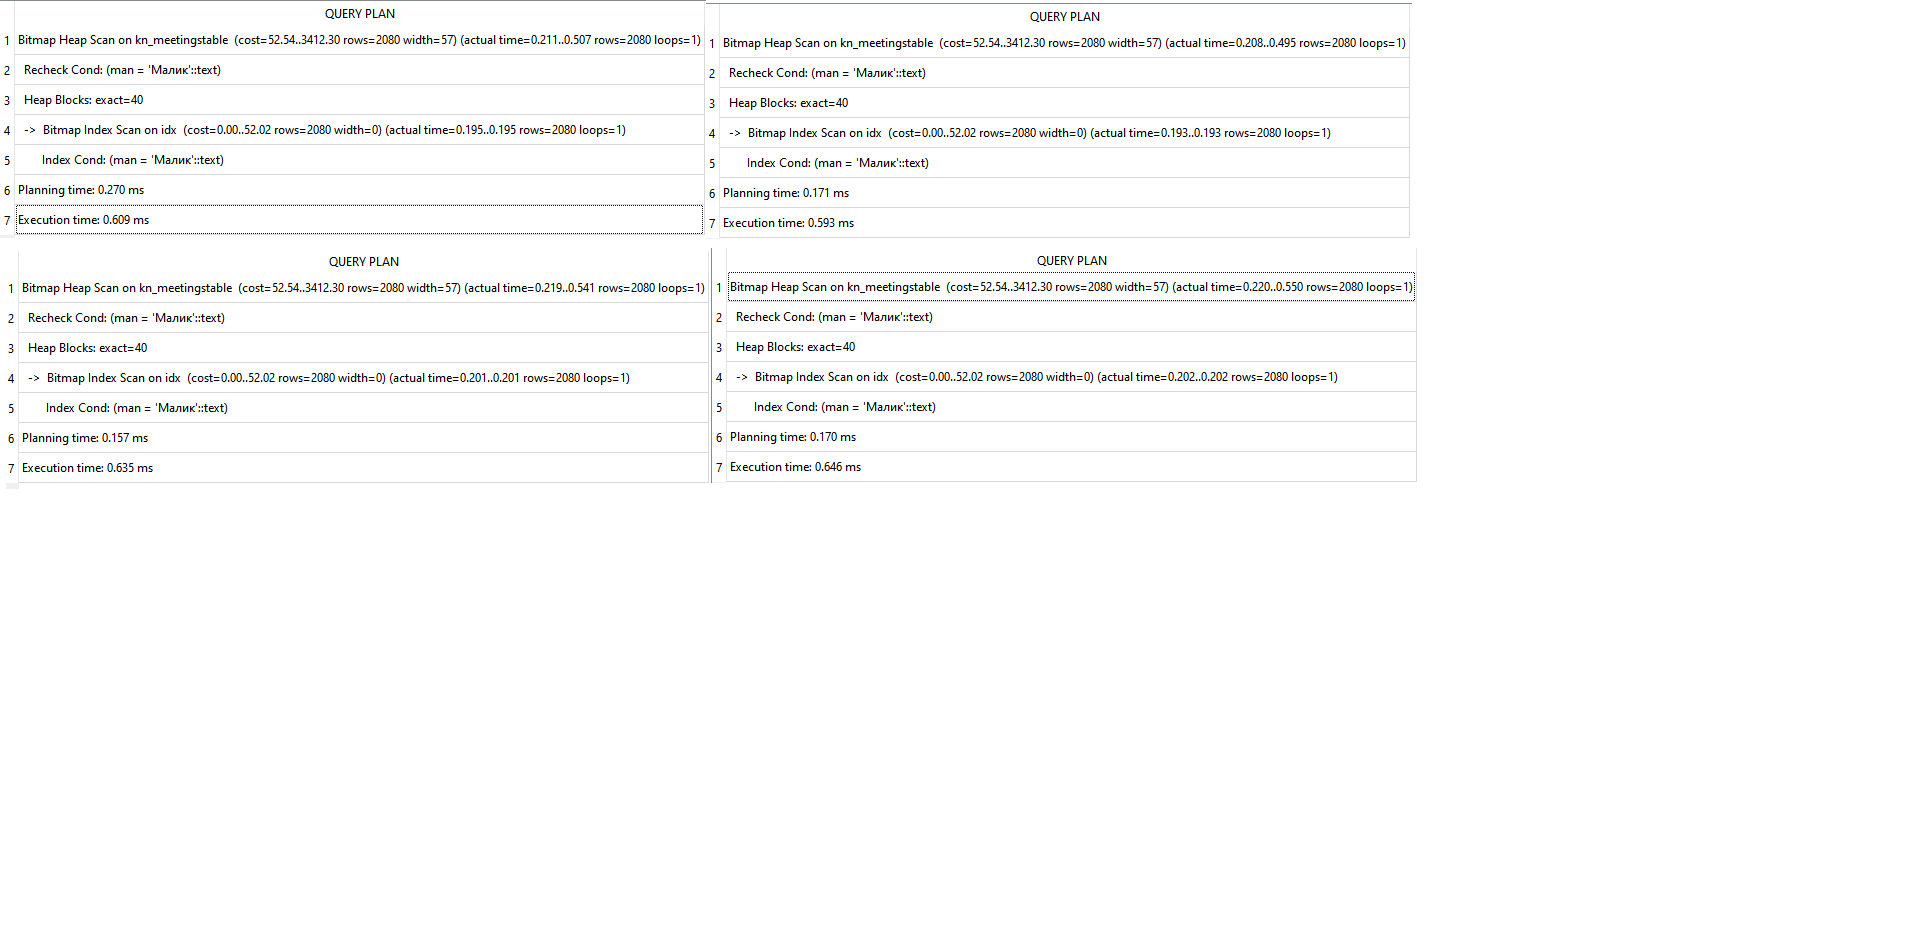 QUERY PLAN
1 Bitmap Heap Scan on kn_meetingstable (cost=52.54..3412.30 rows=2080 width=57) (actual time=0.211..0.507 rows=2080 loops=1)
2 Recheck Cond: (man = 'Малик'::text)
3 Heap Blocks: exact=40
4 -> Bitmap Index Scan on idx (cost=0.00..52.02 rows=2080 width=0) (actual time=0.195..0.195 rows=2080 loops=1)
5 Index Cond: (man = 'Малик'::text)
6 Planning time: 0.270 ms
7 Execution time: 0.609 ms
QUERY PLAN
1 Bitmap Heap Scan on kn_meetingstable (cost=52.54..3412.30 rows=2080 width=57) (actual time=0.208..0.495 rows=2080 loops=1)
2 Recheck Cond: (man = 'Малик'::text)
3 Heap Blocks: exact=40
4 -> Bitmap Index Scan on idx (cost=0.00..52.02 rows=2080 width=0) (actual time=0.193..0.193 rows=2080 loops=1)
5 Index Cond: (man = 'Малик'::text)
6 Planning time: 0.171 ms
7 Execution time: 0.593 ms
QUERY PLAN
1 Bitmap Heap Scan on kn_meetingstable (cost=52.54..3412.30 rows=2080 width=57) (actual time=0.219..0.541 rows=2080 loops=1)
2 Recheck Cond: (man = 'Малик'::text)
3 Heap Blocks: exact=40
4 -> Bitmap Index Scan on idx (cost=0.00..52.02 rows=2080 width=0) (actual time=0.201..0.201 rows=2080 loops=1)
5 Index Cond: (man = 'Малик'::text)
6 Planning time: 0.157 ms
7 Execution time: 0.635 ms
QUERY PLAN
1 Bitmap Heap Scan on kn_meetingstable (cost=52.54..3412.30 rows=2080 width=57) (actual time=0.220..0.550 rows=2080 loops=1)
2 Recheck Cond: (man = 'Малик'::text)
3 Heap Blocks: exact=40
4 -> Bitmap Index Scan on idx (cost=0.00..52.02 rows=2080 width=0) (actual time=0.202..0.202 rows=2080 loops=1)
5 Index Cond: (man = 'Малик'::text)
6 Planning time: 0.170 ms
7 Execution time: 0.646 ms